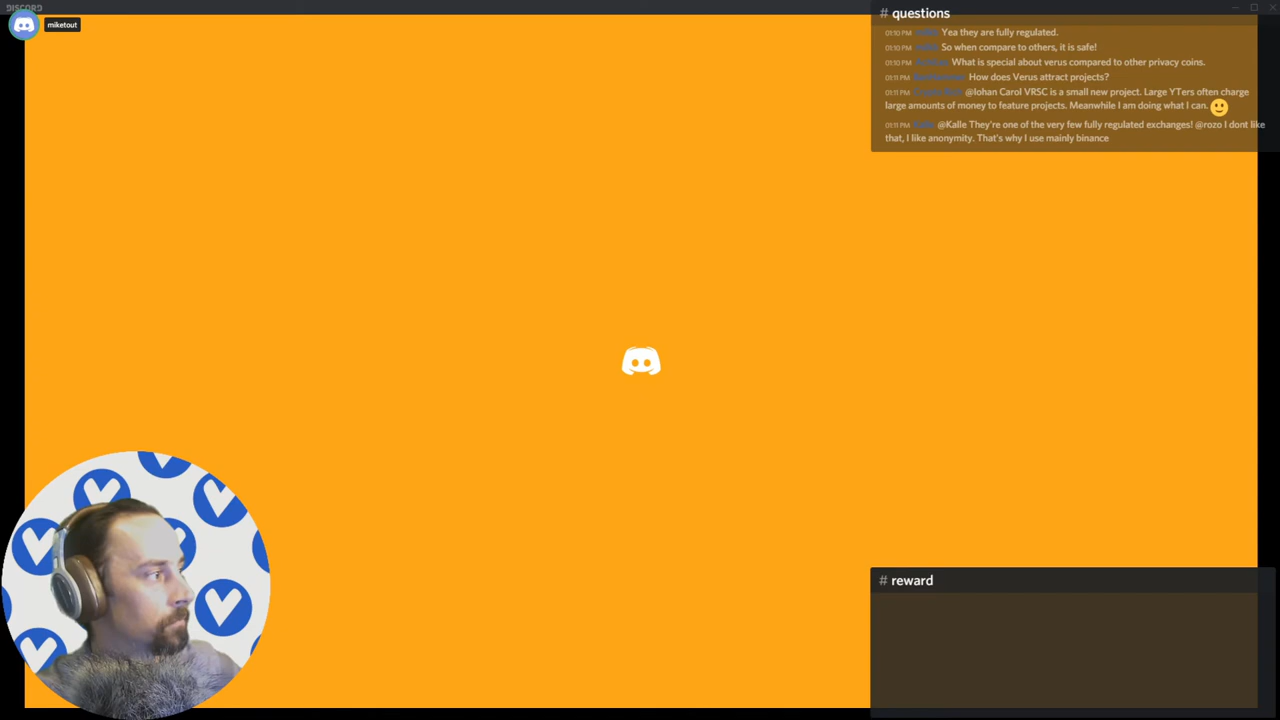 DISCORD
miketout
# questions
01:10 PM Yea they are fully regulated.
01:10 PM So when compare to others, it is safe!
01:10 PM What is special about verus compared to other privacy coins.
01:11 PM How does Verus attract projects?
01:11 PM @Iohan Carol VRSC is a small new project. Large YTers often charge
large amounts of money to feature projects. Meanwhile I am doing what I can.
01:11 PM @Kalle They're one of the very few fully regulated exchanges! @rozo I dont like
that, I like anonymity. That's why I use mainly binance
# reward